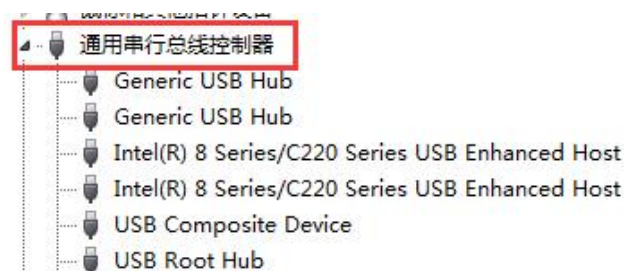 通用串行总线控制器
Generic USB Hub
Generic USB Hub
Intel(R) 8 Series/C220 Series USB Enhanced Host
Intel(R) 8 Series/C220 Series USB Enhanced Host
USB Composite Device
USB Root Hub